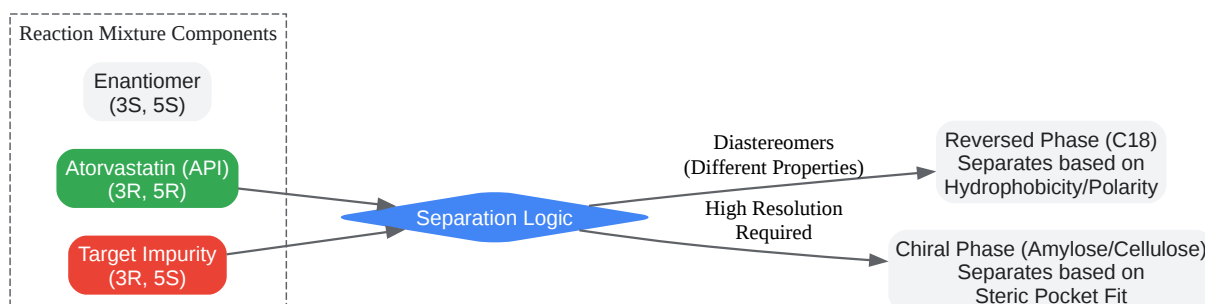 Reaction Mixture Components
Enantiomer
(3S, 5S)
Atorvastatin (API)
(3R, 5R)
Target Impurity
(3R, 5S)
Separation Logic
Diastereomers
(Different Properties)
High Resolution
Required
Reversed Phase (C18)
Separates based on
Hydrophobicity/Polarity
Chiral Phase (Amylose/Cellulose)
Separates based on
Steric Pocket Fit